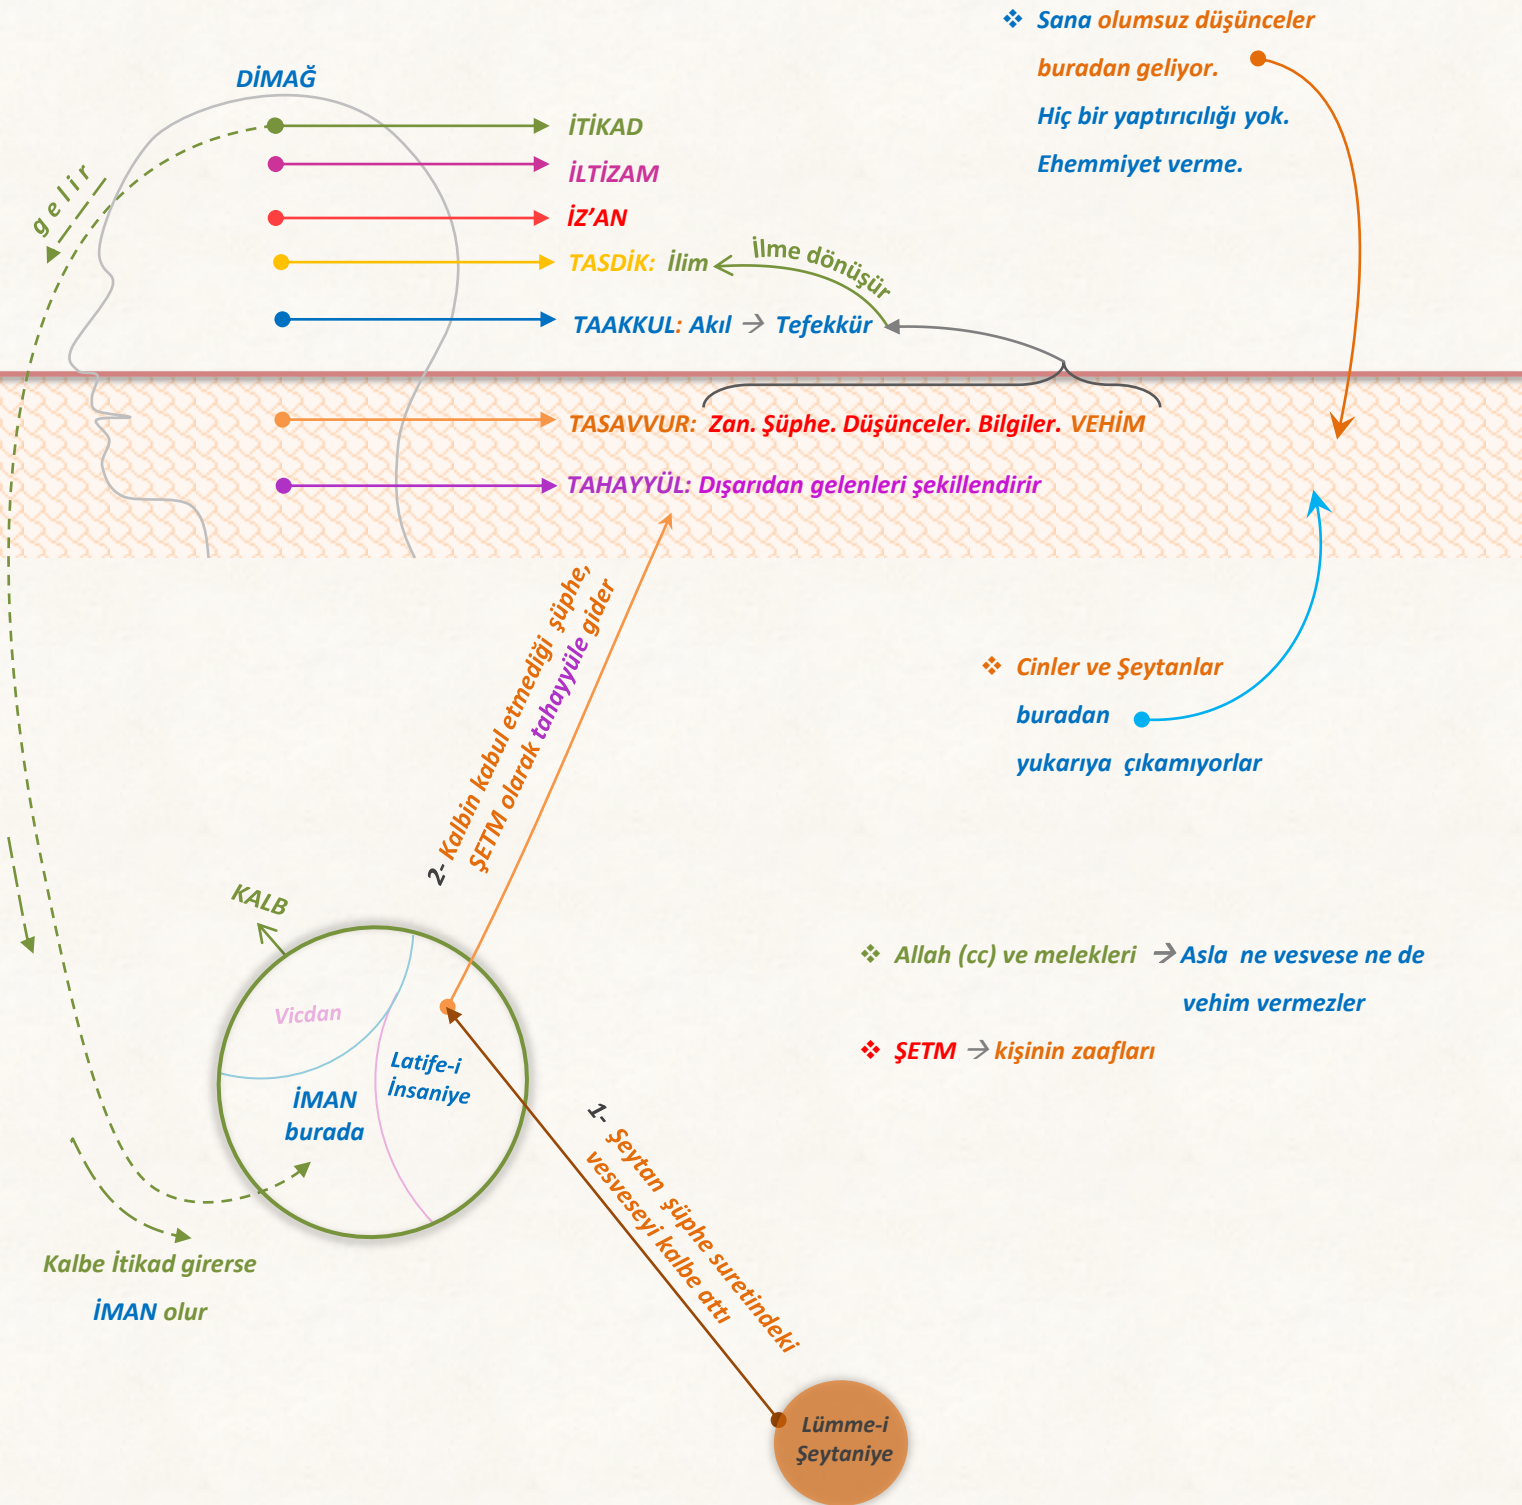 ❖ Sana olumsuz düşünceler
buradan geliyor.
Hiç bir yaptırıcılığı yok.
Ehemmiyet verme.
DİMAĞ
gelir
İTİKAD
İLTİZAM
İZ’AN
TASDİK: İlim
İlme dönüşür
TAAKKUL: Akıl → Tefekkür
TASAVVUR: Zan. Şüphe. Düşünceler. Bilgiler. VEHİM
TAHAYYÜL: Dışarıdan gelenleri şekillendirir
2- Kalbin kabul etmediği şüphe,
ŞETM olarak tahayyüle gider
❖ Cinler ve Şeytanlar
buradan
yukarıya çıkamıyorlar
KALB
Vicdan
Latife-i
İnsaniye
İMAN
burada
❖ Allah (cc) ve melekleri → Asla ne vesvese ne de
vehim vermezler
❖ ŞETM → kişinin zaafları
1- Şeytan şüphe suretindeki
vesveseyi kalbe attı
Kalbe İtikad girerse
İMAN olur
Lümme-i
Şeytaniye